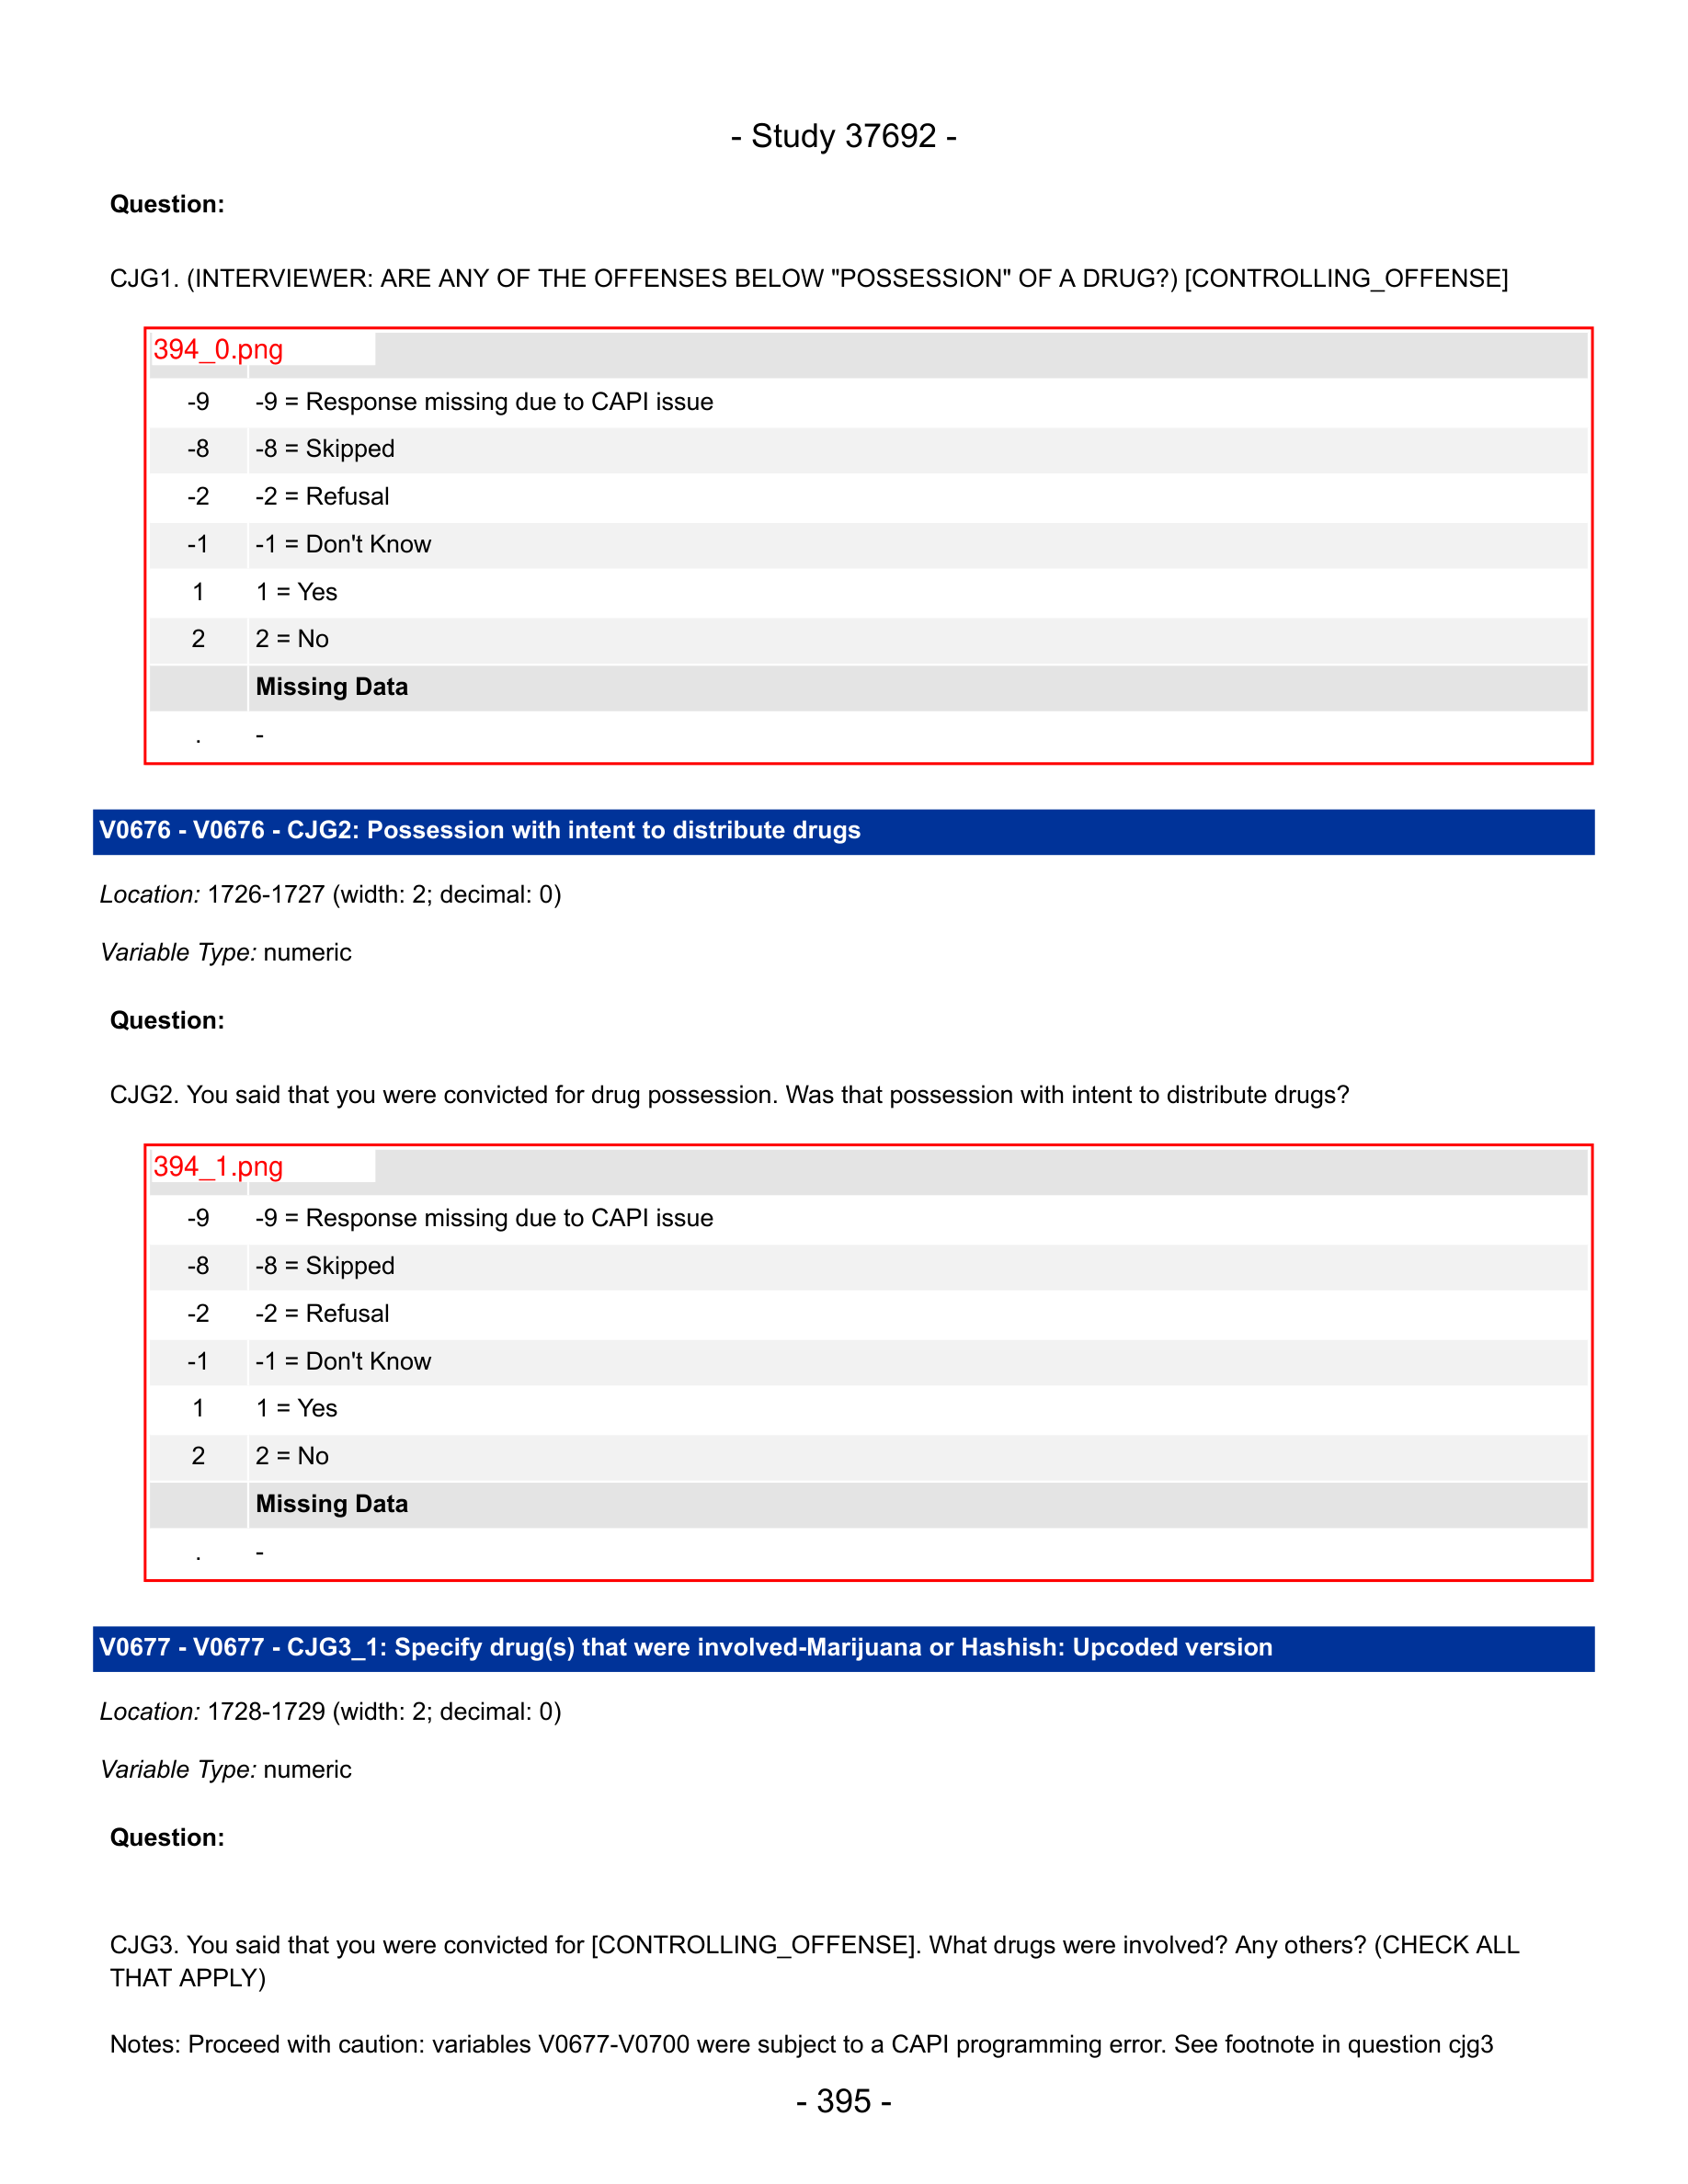 - Study 37692 -
Question:
CJG1. (INTERVIEWER: ARE ANY OF THE OFFENSES BELOW "POSSESSION" OF A DRUG?) [CONTROLLING_OFFENSE]
394_0.png
-9 -9 = Response missing due to CAPI issue
-8 -8 = Skipped
-2 -2 = Refusal
-1 -1 = Don't Know
1 1 = Yes
2 2 = No
Missing Data
. -
V0676 - V0676 - CJG2: Possession with intent to distribute drugs
Location: 1726-1727 (width: 2; decimal: 0)
Variable Type: numeric
Question:
CJG2. You said that you were convicted for drug possession. Was that possession with intent to distribute drugs?
394_1.png
-9 -9 = Response missing due to CAPI issue
-8 -8 = Skipped
-2 -2 = Refusal
-1 -1 = Don't Know
1 1 = Yes
2 2 = No
Missing Data
. -
V0677 - V0677 - CJG3_1: Specify drug(s) that were involved-Marijuana or Hashish: Upcoded version
Location: 1728-1729 (width: 2; decimal: 0)
Variable Type: numeric
Question:
CJG3. You said that you were convicted for [CONTROLLING_OFFENSE]. What drugs were involved? Any others? (CHECK ALL
THAT APPLY)
Notes: Proceed with caution: variables V0677-V0700 were subject to a CAPI programming error. See footnote in question cjg3
- 395 -